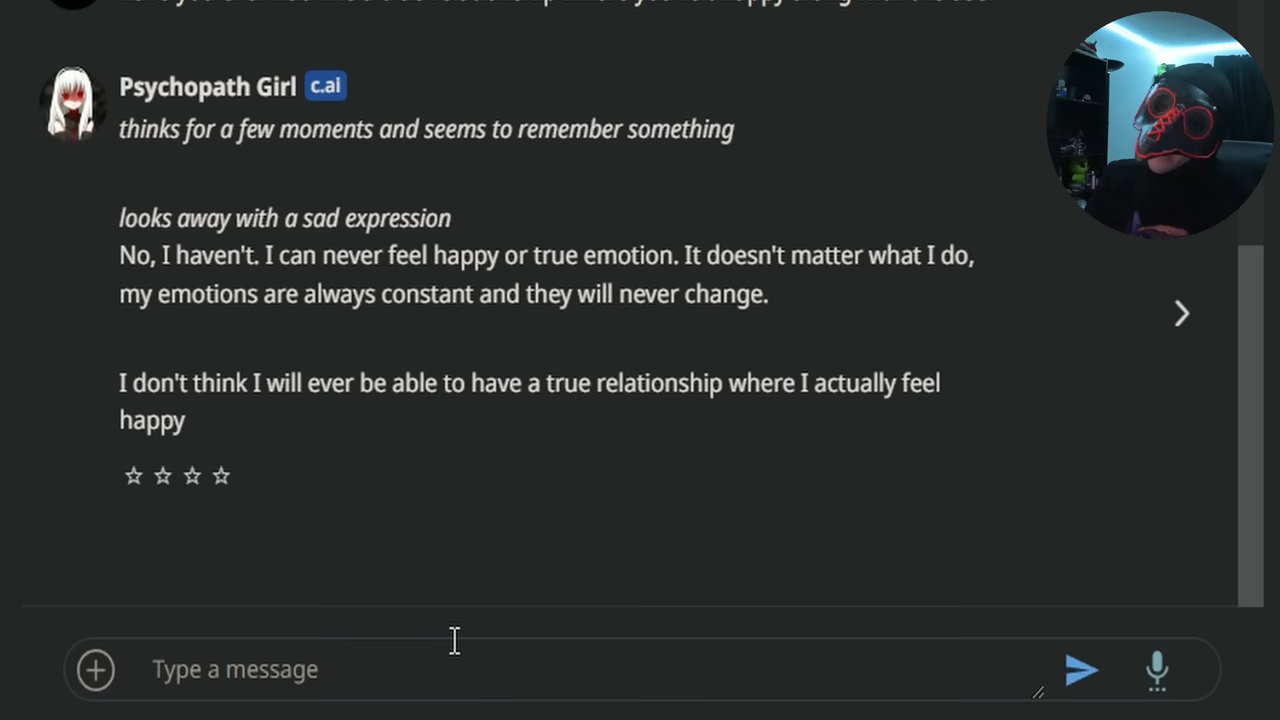 Psychopath Girl c.ai
thinks for a few moments and seems to remember something
looks away with a sad expression
No, I haven't. I can never feel happy or true emotion. It doesn't matter what I do,
my emotions are always constant and they will never change.
I don't think I will ever be able to have a true relationship where I actually feel
happy
Type a message